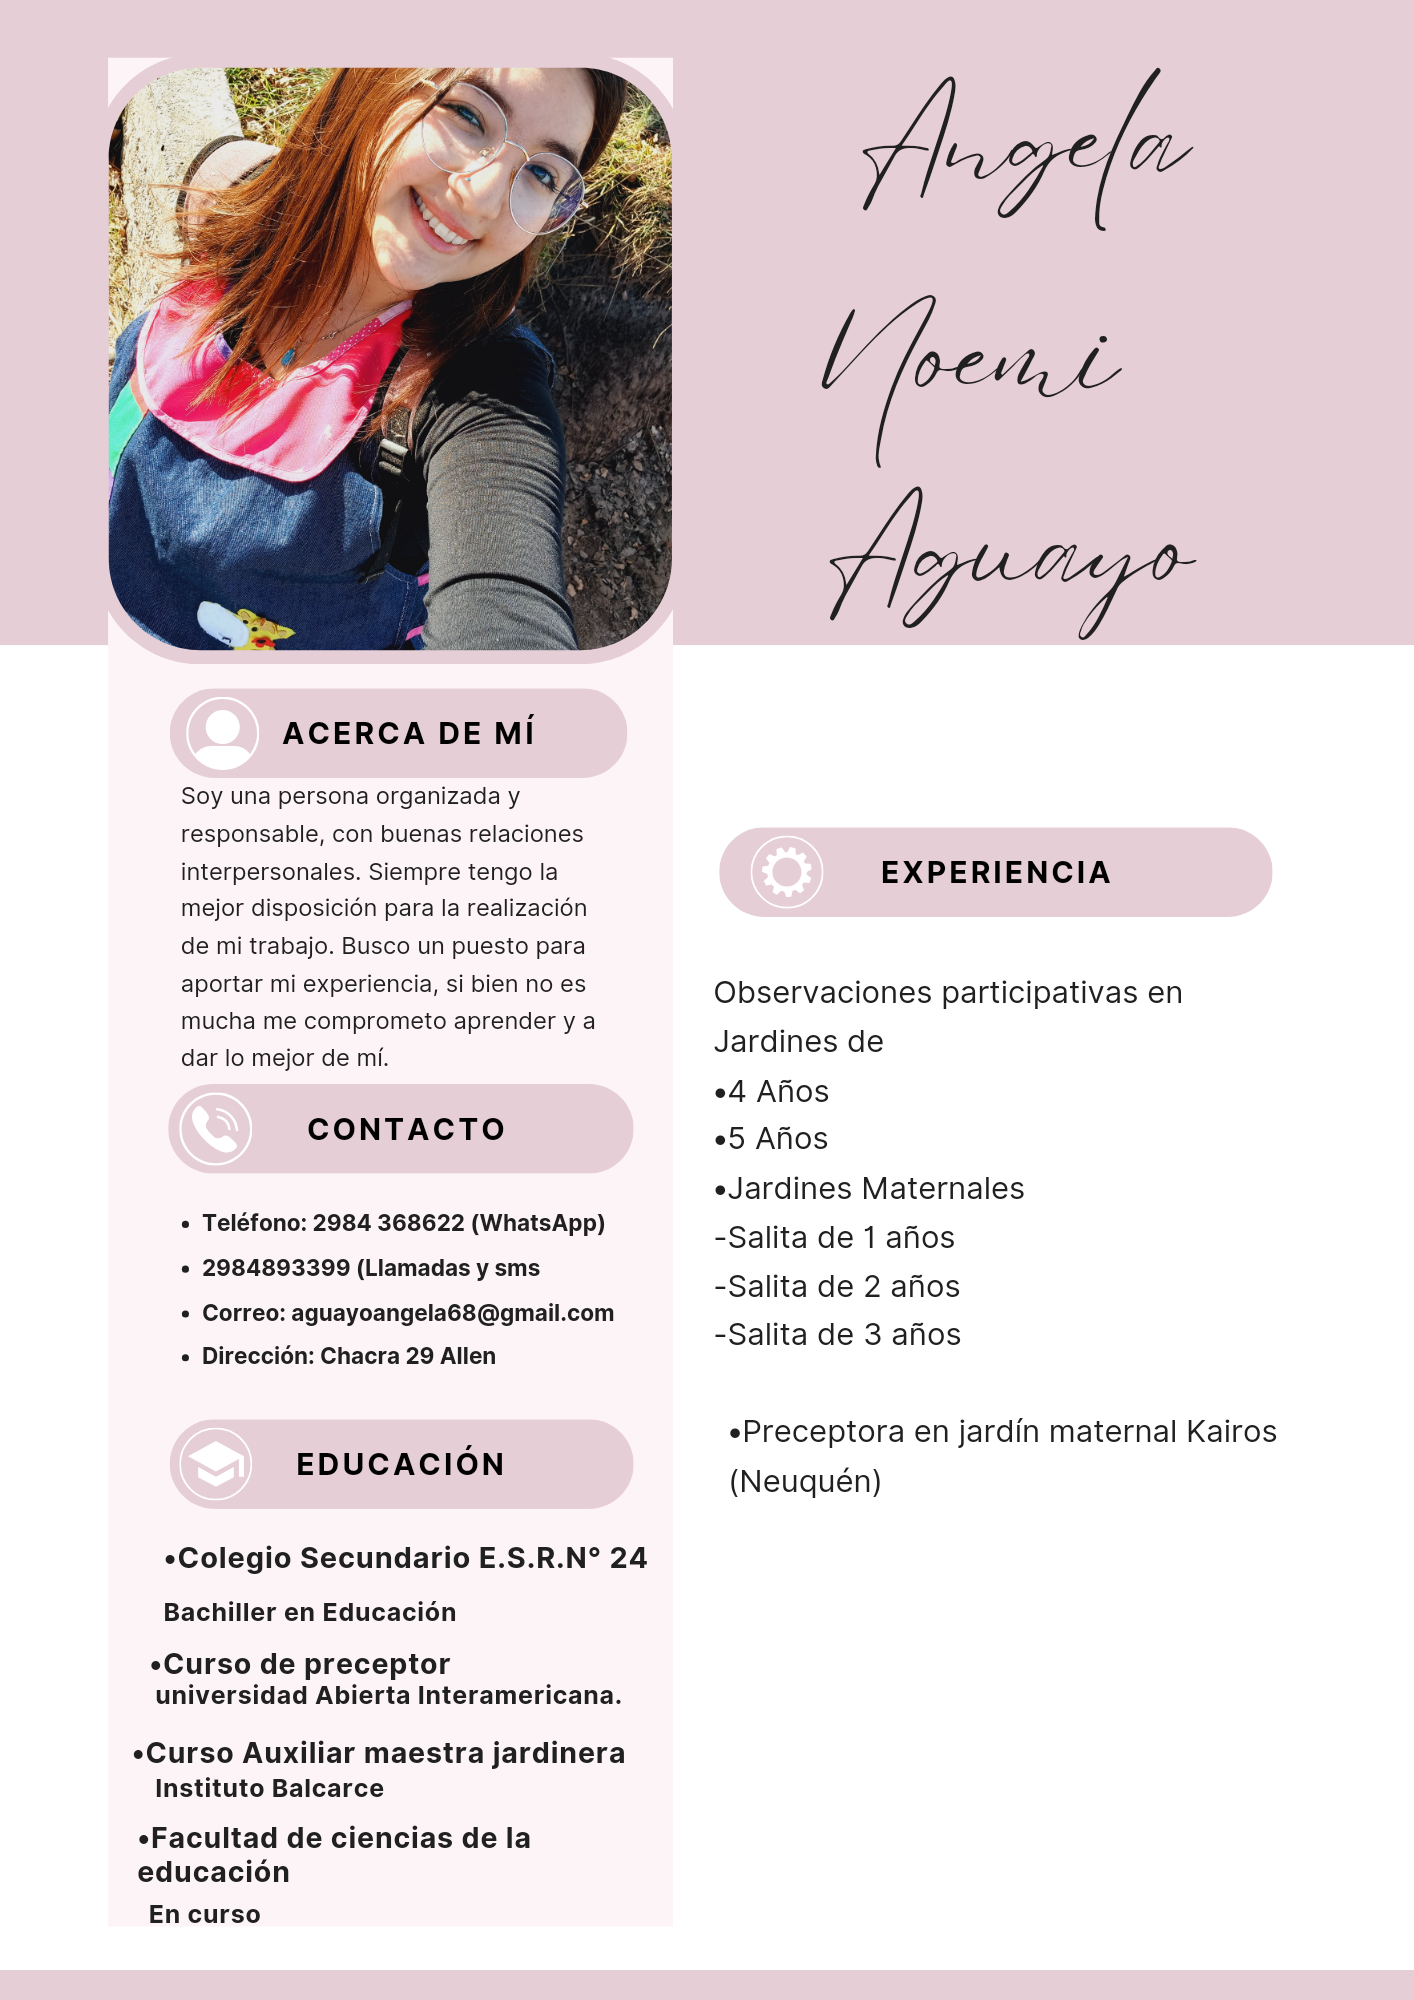 Angela
Noemi
Aguayo
ACERCA DE MÍ
Soy una persona organizada y
responsable, con buenas relaciones
interpersonales. Siempre tengo la
mejor disposición para la realización
de mi trabajo. Busco un puesto para
aportar mi experiencia, si bien no es
mucha me comprometo aprender y a
dar lo mejor de mí.
CONTACTO
• Teléfono: 2984 368622 (WhatsApp)
• 2984893399 (Llamadas y sms
• Correo: aguayoangela68@gmail.com
• Dirección: Chacra 29 Allen
EDUCACIÓN
•Colegio Secundario E.S.R.N° 24
Bachiller en Educación
•Curso de preceptor
universidad Abierta Interamericana.
•Curso Auxiliar maestra jardinera
Instituto Balcarce
•Facultad de ciencias de la
educación
En curso
EXPERIENCIA
Observaciones participativas en
Jardines de
•4 Años
•5 Años
•Jardines Maternales
-Salita de 1 años
-Salita de 2 años
-Salita de 3 años
•Preceptora en jardín maternal Kairos
(Neuquén)